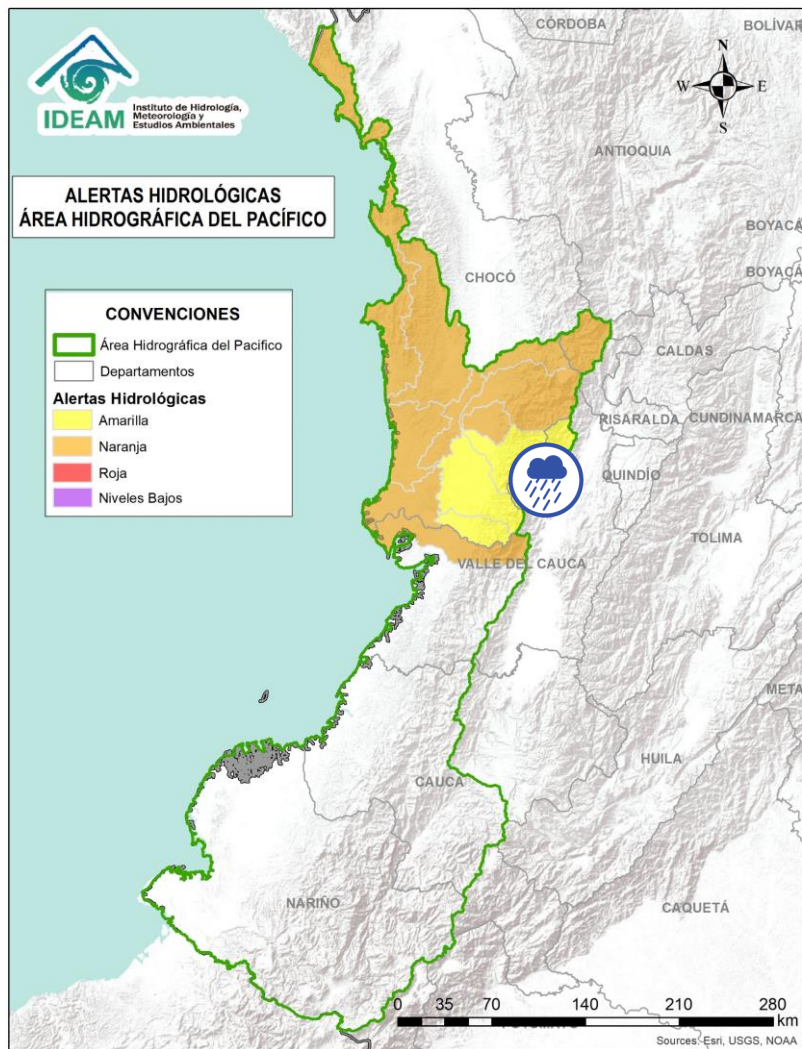 CÓRDOBA
BOLÍVAR
IDEAM
Instituto de Hidrología,
Meteorología y
Estudios Ambientales
N
W
E
S
ANTIOQUIA
ALERTAS HIDROLÓGICAS
ÁREA HIDROGRÁFICA DEL PACÍFICO
BOYACÁ
BOYACÁ
CHOCÓ
CONVENCIONES
Área Hidrográfica del Pacifico
Departamentos
Alertas Hidrológicas
Amarilla
Naranja
Roja
Niveles Bajos
CALDAS
RISARALDA
CUNDINAMARCA
QUINDÍO
TOLIMA
VALLE DEL CAUCA
META
HUILA
CAUCA
NARIÑO
CAQUETÁ
0 35 70 140 210 280
km
Sources: Esri, USGS, NOAA